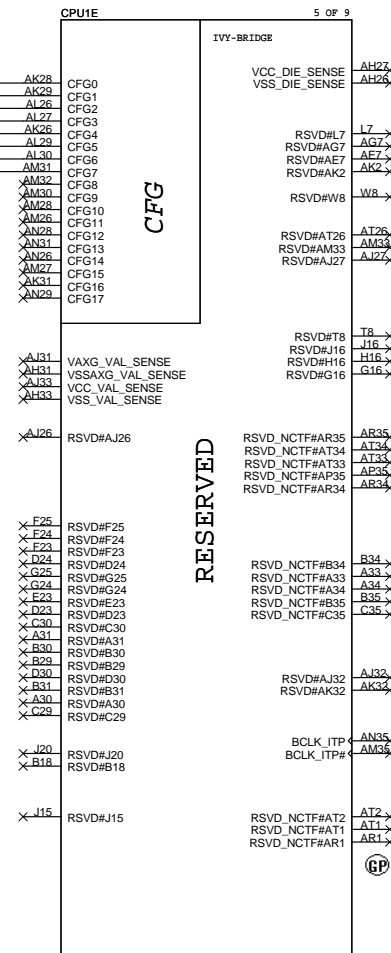 CPU1E 5 OF 9
IVY-BRIDGE
CFG
RESERVED
AK28 CFG0
AK29 CFG1
AL26 CFG2
AL27 CFG3
AK26 CFG4
AL29 CFG5
AL30 CFG6
AM31 CFG7
AM32 CFG8
AM30 CFG9
AM28 CFG10
AM26 CFG11
AN28 CFG12
AN31 CFG13
AN26 CFG14
AM27 CFG15
AK31 CFG16
AN29 CFG17
AJ31 VAXG_VAL_SENSE
AH31 VSSAXG_VAL_SENSE
AJ33 VCC_VAL_SENSE
AH33 VSS_VAL_SENSE
AJ26 RSVD#AJ26
F25 RSVD#F25
F24 RSVD#F24
F23 RSVD#F23
D24 RSVD#D24
G25 RSVD#G25
G24 RSVD#G24
E23 RSVD#E23
D23 RSVD#D23
C30 RSVD#C30
A31 RSVD#A31
B30 RSVD#B30
B29 RSVD#B29
D30 RSVD#D30
B31 RSVD#B31
A30 RSVD#A30
C29 RSVD#C29
J20 RSVD#J20
B18 RSVD#B18
J15 RSVD#J15
VCC_DIE_SENSE AH27
VSS_DIE_SENSE AH26
RSVD#L7 L7
RSVD#AG7 AG7
RSVD#AE7 AE7
RSVD#AK2 AK2
RSVD#W8 W8
RSVD#AT26 AT26
RSVD#AM33 AM33
RSVD#AJ27 AJ27
RSVD#T8 T8
RSVD#J16 J16
RSVD#H16 H16
RSVD#G16 G16
RSVD_NCTF#AR35 AR35
RSVD_NCTF#AT34 AT34
RSVD_NCTF#AT33 AT33
RSVD_NCTF#AP35 AP35
RSVD_NCTF#AR34 AR34
RSVD_NCTF#B34 B34
RSVD_NCTF#A33 A33
RSVD_NCTF#A34 A34
RSVD_NCTF#B35 B35
RSVD_NCTF#C35 C35
RSVD#AJ32 AJ32
RSVD#AK32 AK32
BCLK_ITP AN35
BCLK_ITP# AM35
RSVD_NCTF#AT2 AT2
RSVD_NCTF#AT1 AT1
RSVD_NCTF#AR1 AR1
GP